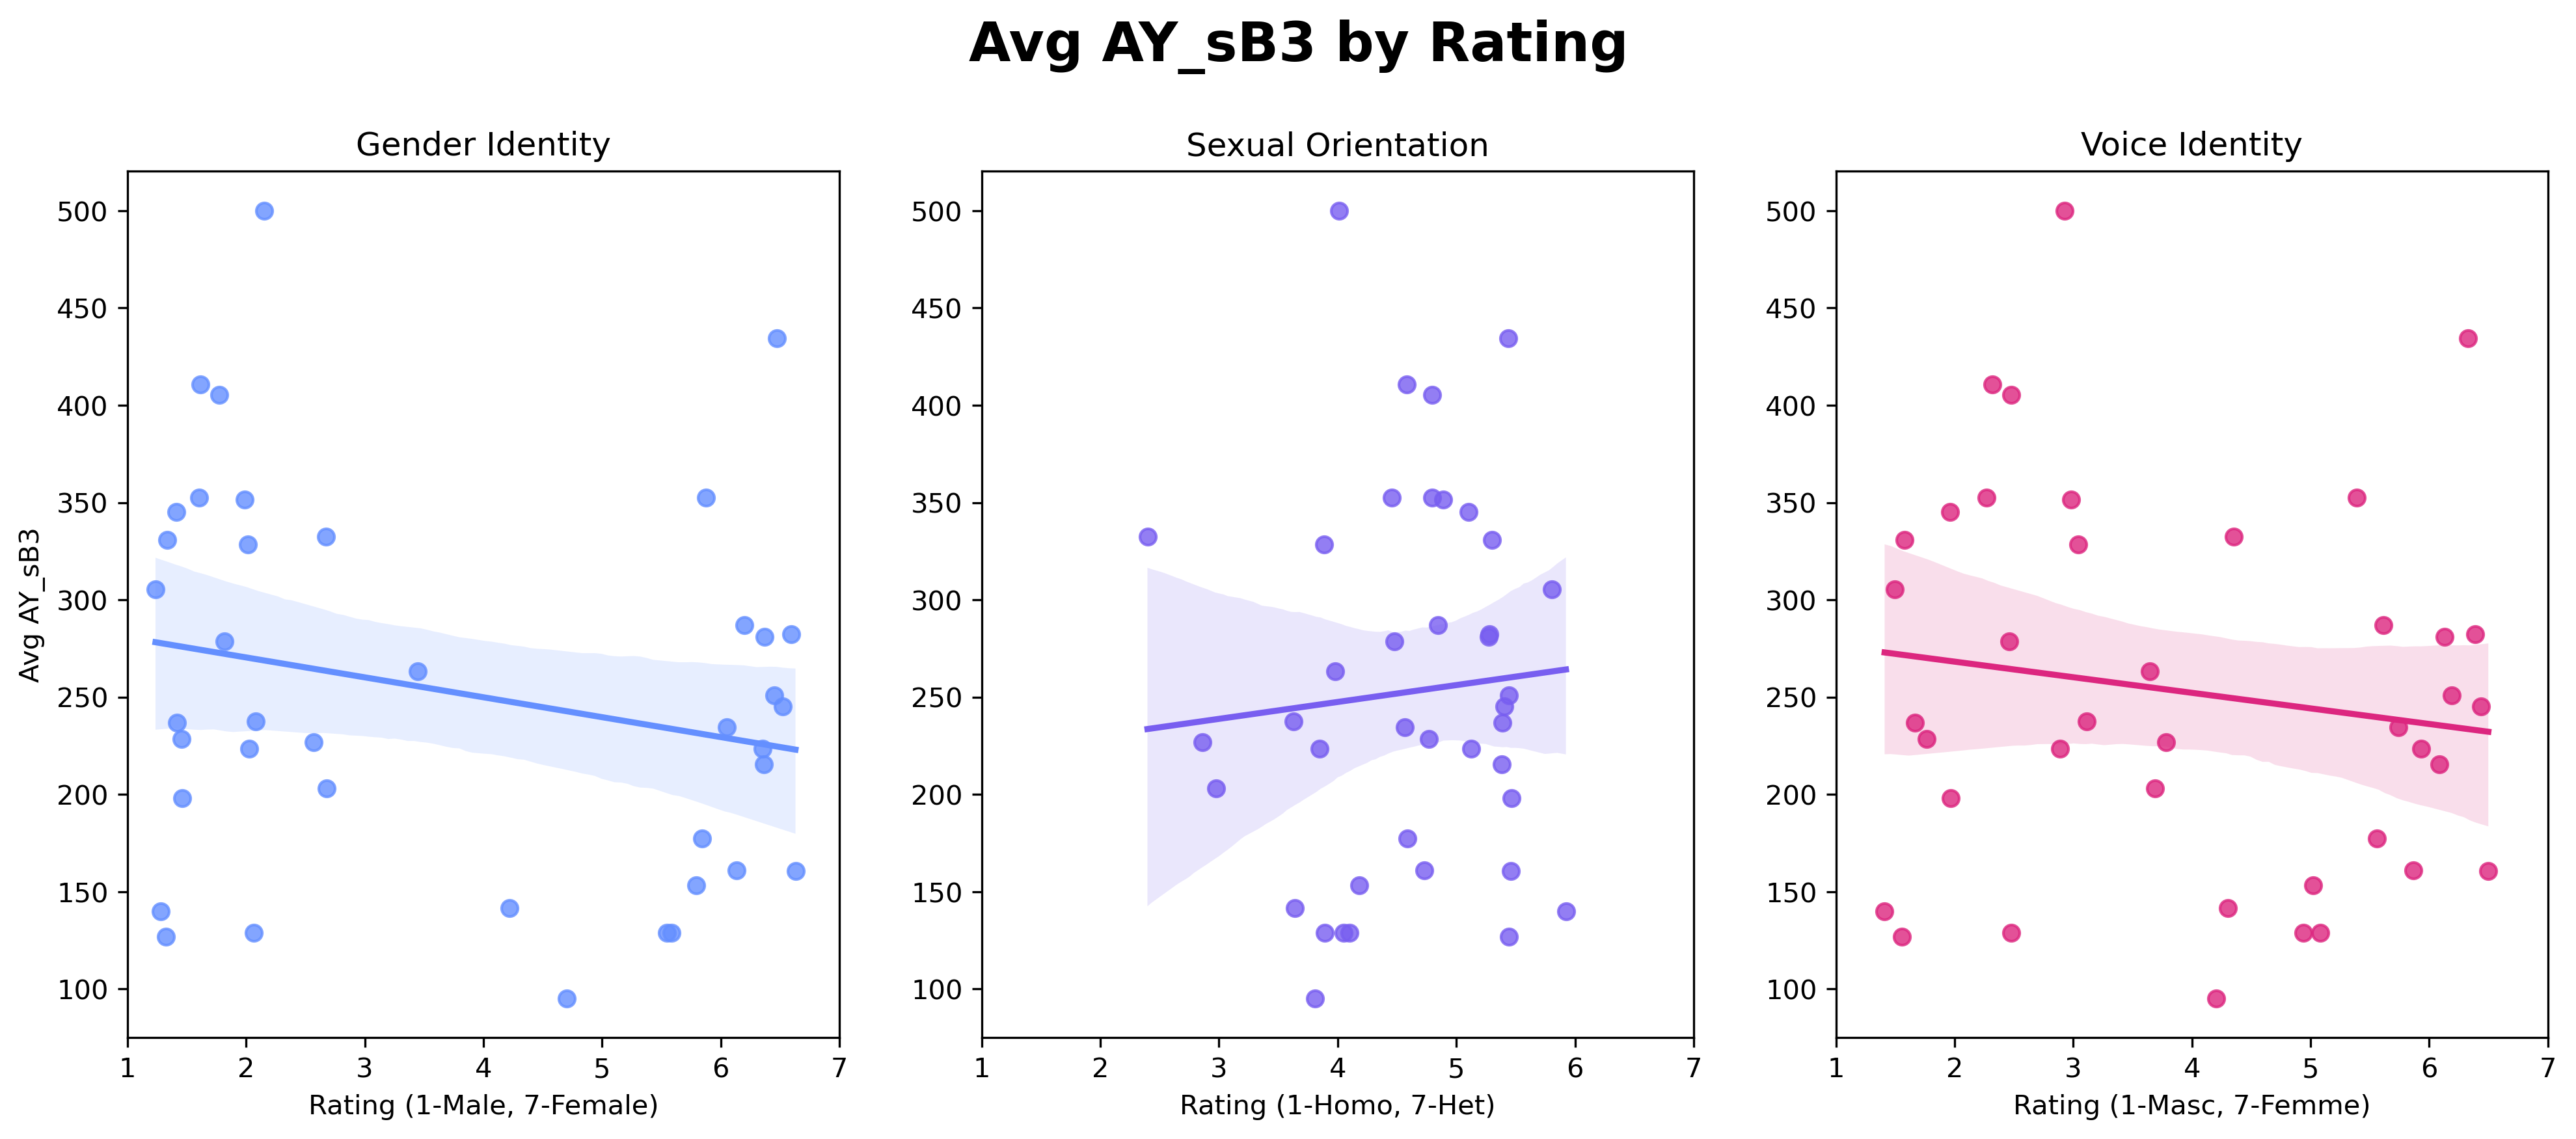 Avg AY_sB3 by Rating
Gender Identity
Sexual Orientation
Voice Identity
500
450
400
350
300
250
200
150
100
Avg AY_sB3
1 2 3 4 5 6 7
Rating (1-Male, 7-Female)
500
450
400
350
300
250
200
150
100
1 2 3 4 5 6 7
Rating (1-Homo, 7-Het)
500
450
400
350
300
250
200
150
100
1 2 3 4 5 6 7
Rating (1-Masc, 7-Femme)